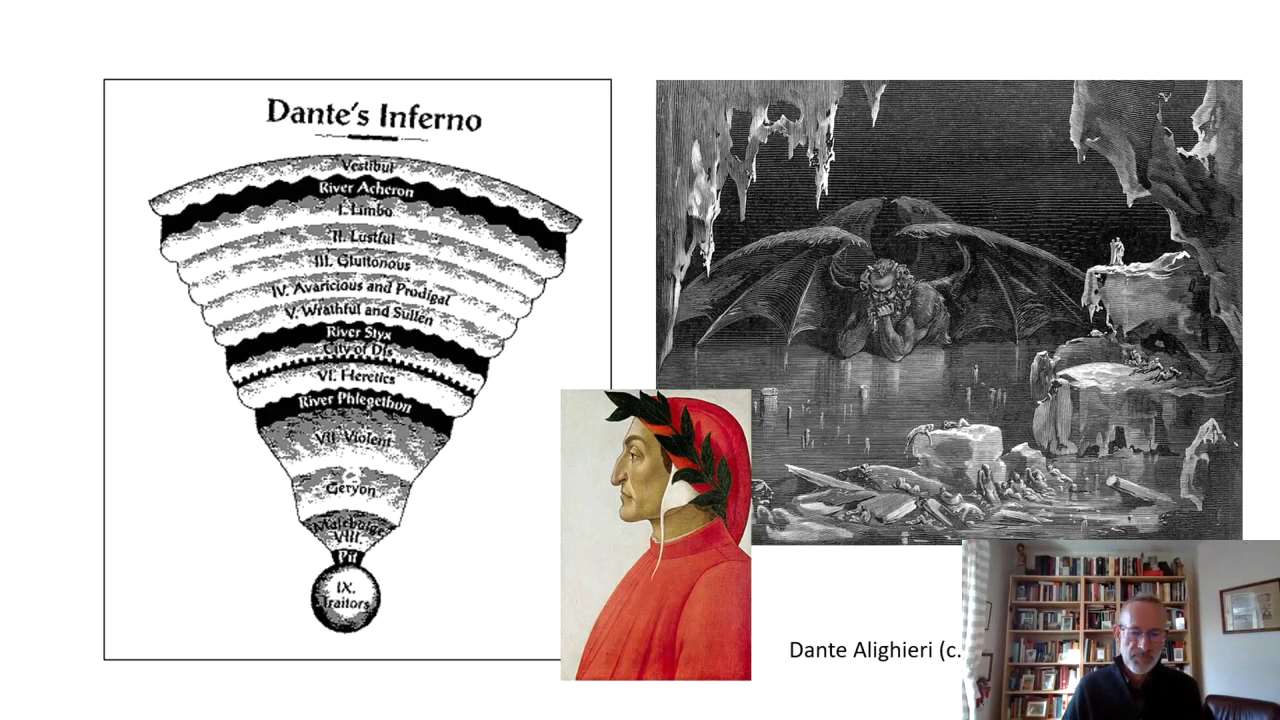 Dante's Inferno
Vestibul
River Acheron
I. Limbo
II. Lustful
III. Gluttonous
IV. Avaricious and Prodigal
V. Wrathful and Sullen
River Styx
City of Dis
VI. Heretics
River Phlegethon
VII. Violent
Geryon
Malebolge
VIII.
Pit
IX.
Traitors
Dante Alighieri (c.